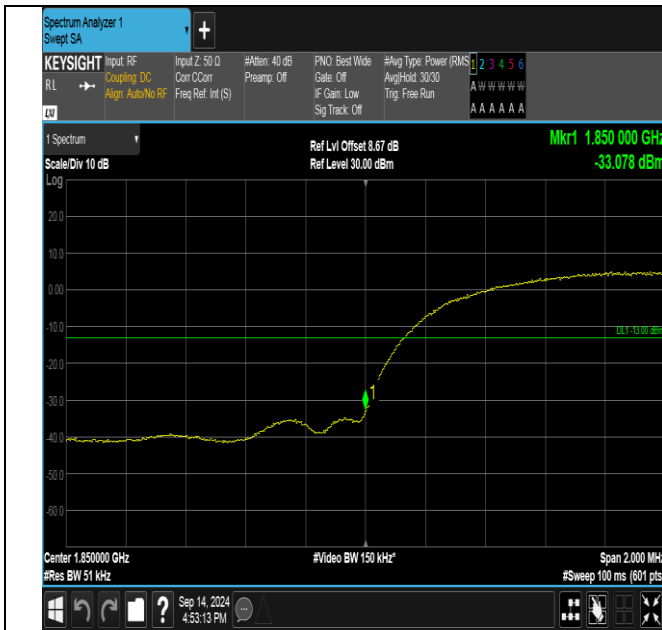 Spectrum Analyzer 1
Swept SA
+
KEYSIGHT
RL
LXI
Input: RF
Coupling: DC
Align: Auto/No RF
Input Z: 50 Ω
Corr CCorr
Freq Ref: Int (S)
#Atten: 40 dB
Preamp: Off
PNO: Best Wide
Gate: Off
IF Gain: Low
Sig Track: Off
#Avg Type: Power (RMS
Avg|Hold: 30/30
Trig: Free Run
1 2 3 4 5 6
A W W W W W
A A A A A A
1 Spectrum
Scale/Div 10 dB
Log
Ref Lvl Offset 8.67 dB
Ref Level 30.00 dBm
Mkr1 1.850 000 GHz
-33.078 dBm
20.0
10.0
0.00
-10.0
-20.0
-30.0
-40.0
-50.0
-60.0
DL1 -13.00 dBm
1
Center 1.850000 GHz
#Res BW 51 kHz
#Video BW 150 kHz*
Span 2.000 MHz
#Sweep 100 ms (601 pts)
?
Sep 14, 2024
4:53:13 PM